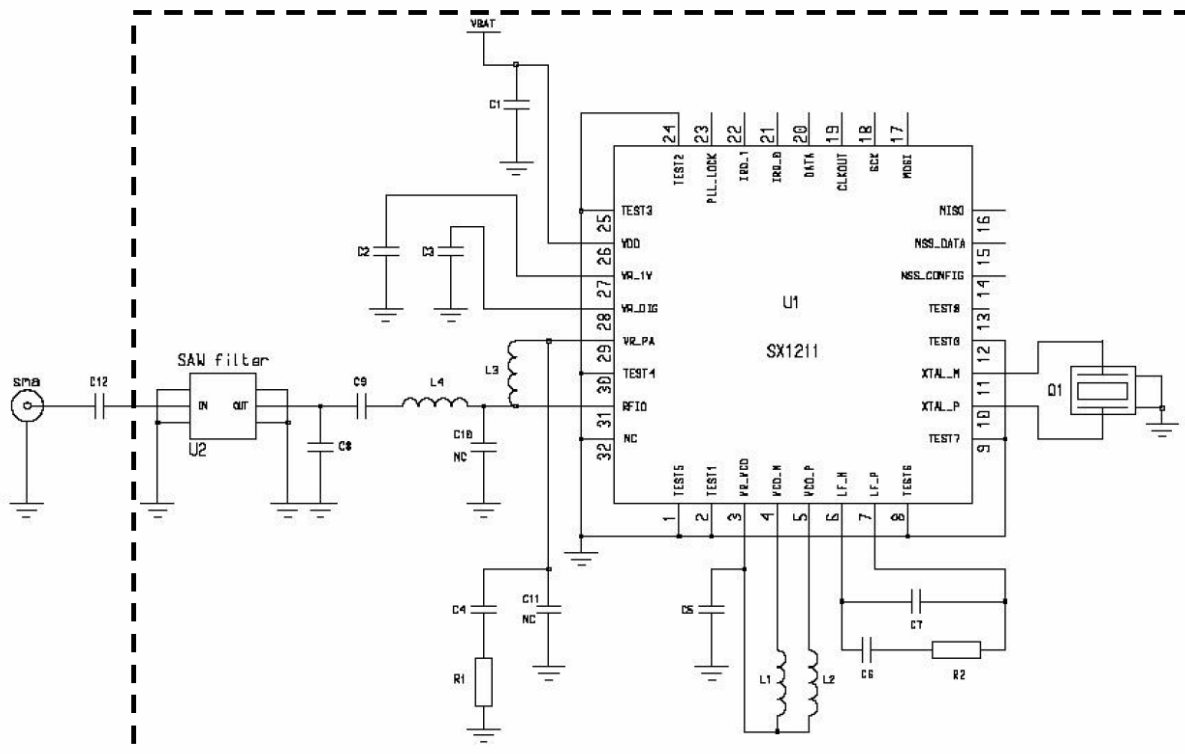 VBAT
C1
24
23
22
21
20
19
18
17
TEST2
PLL_LOCK
IRQ_1
IRQ_0
DATA
CLKOUT
SCK
MOSI
TEST3
25
VDD
26
VR_1V
27
VR_DIG
28
VR_PA
29
TEST4
30
RFIO
31
NC
32
MISO
16
NSS_DATA
15
NSS_CONFIG
14
TEST8
13
TEST0
12
XTAL_M
11
XTAL_P
10
TEST7
9
U1
SX1211
TEST5
TEST1
VR_VCO
VCO_M
VCO_P
LF_M
LF_P
TEST6
1
2
3
4
5
6
7
8
C2
C3
L3
SAW filter
sma
C12
IN
OUT
U2
C9
L4
C8
C10
NC
Q1
C4
C11
NC
R1
C5
L1
L2
C7
C6
R2